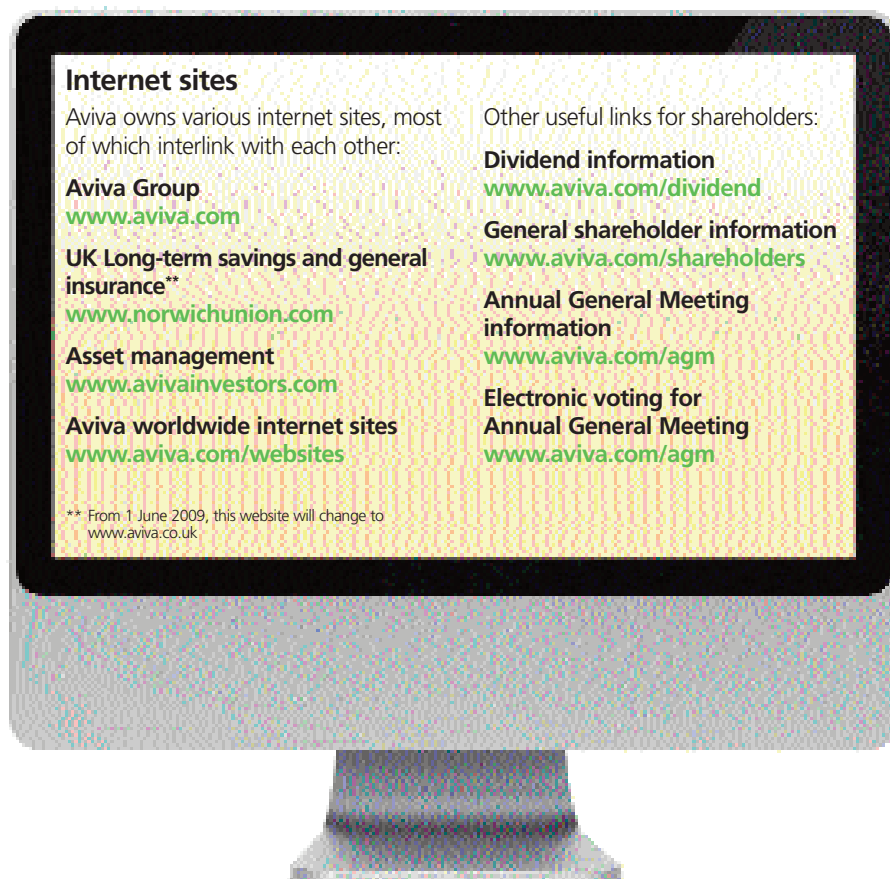 Internet sites
Aviva owns various internet sites, most
of which interlink with each other:
Aviva Group
www.aviva.com
UK Long-term savings and general
insurance**
www.norwichunion.com
Asset management
www.avivainvestors.com
Aviva worldwide internet sites
www.aviva.com/websites
** From 1 June 2009, this website will change to
www.aviva.co.uk
Other useful links for shareholders:
Dividend information
www.aviva.com/dividend
General shareholder information
www.aviva.com/shareholders
Annual General Meeting
information
www.aviva.com/agm
Electronic voting for
Annual General Meeting
www.aviva.com/agm